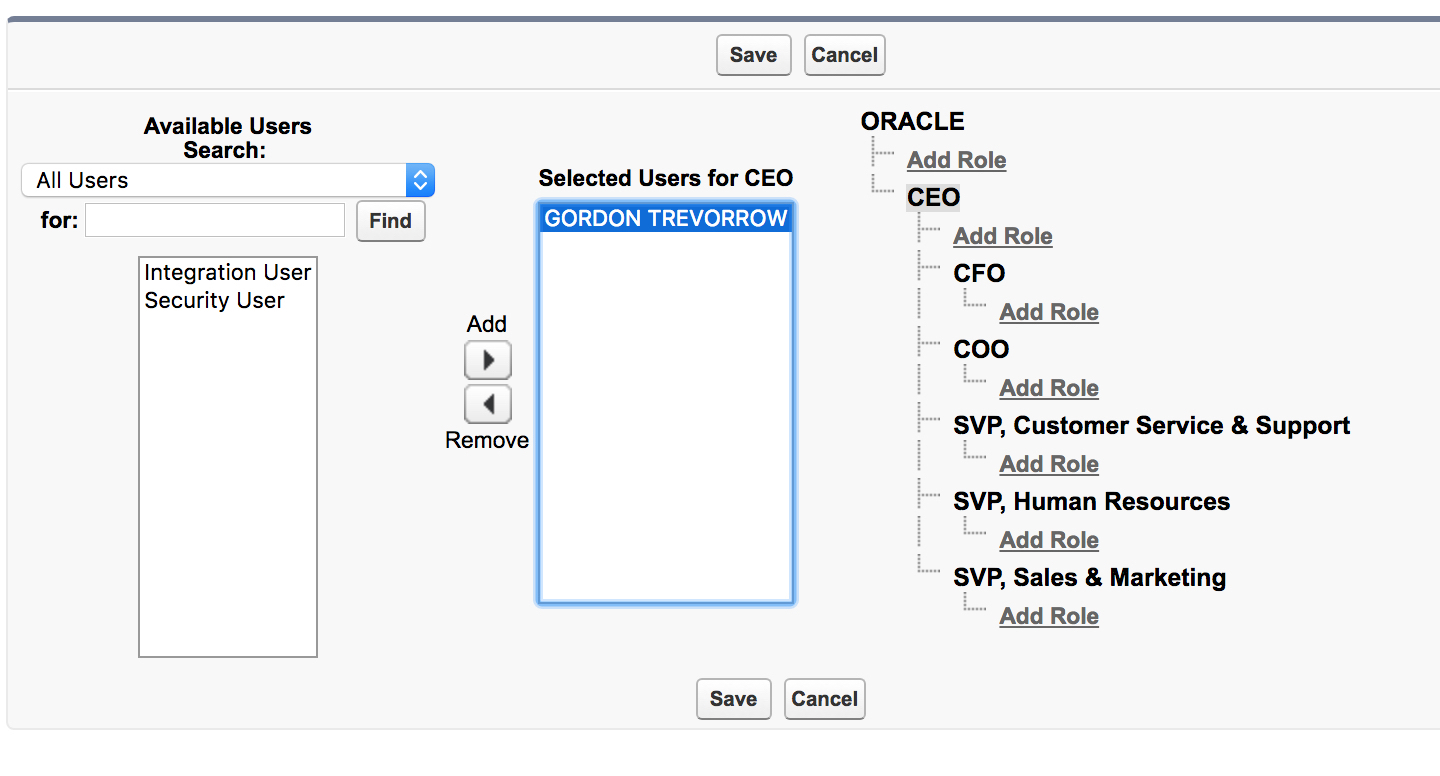 Save Cancel
Available Users
Search:
All Users
for: Find
Integration User
Security User
Add
Remove
Selected Users for CEO
GORDON TREVORROW
ORACLE
Add Role
CEO
Add Role
CFO
Add Role
COO
Add Role
SVP, Customer Service & Support
Add Role
SVP, Human Resources
Add Role
SVP, Sales & Marketing
Add Role
Save Cancel